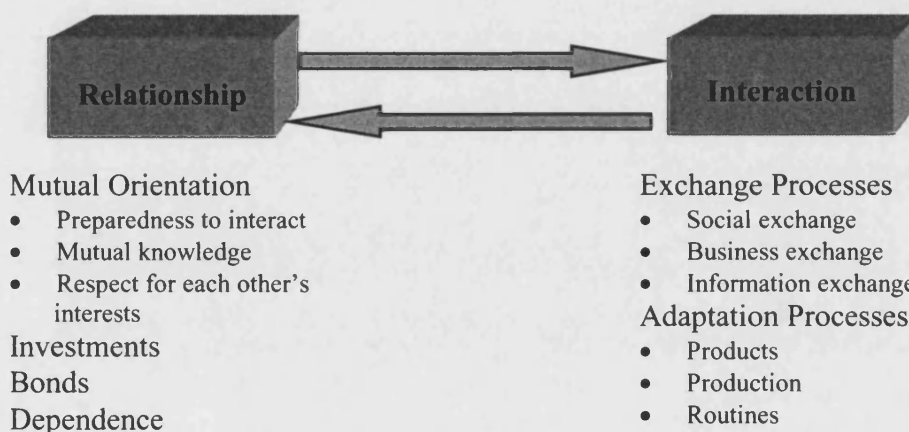 Relationship
Interaction
Mutual Orientation
• Preparedness to interact
• Mutual knowledge
• Respect for each other's
interests
Investments
Bonds
Dependence
Exchange Processes
• Social exchange
• Business exchange
• Information exchange
Adaptation Processes
• Products
• Production
• Routines